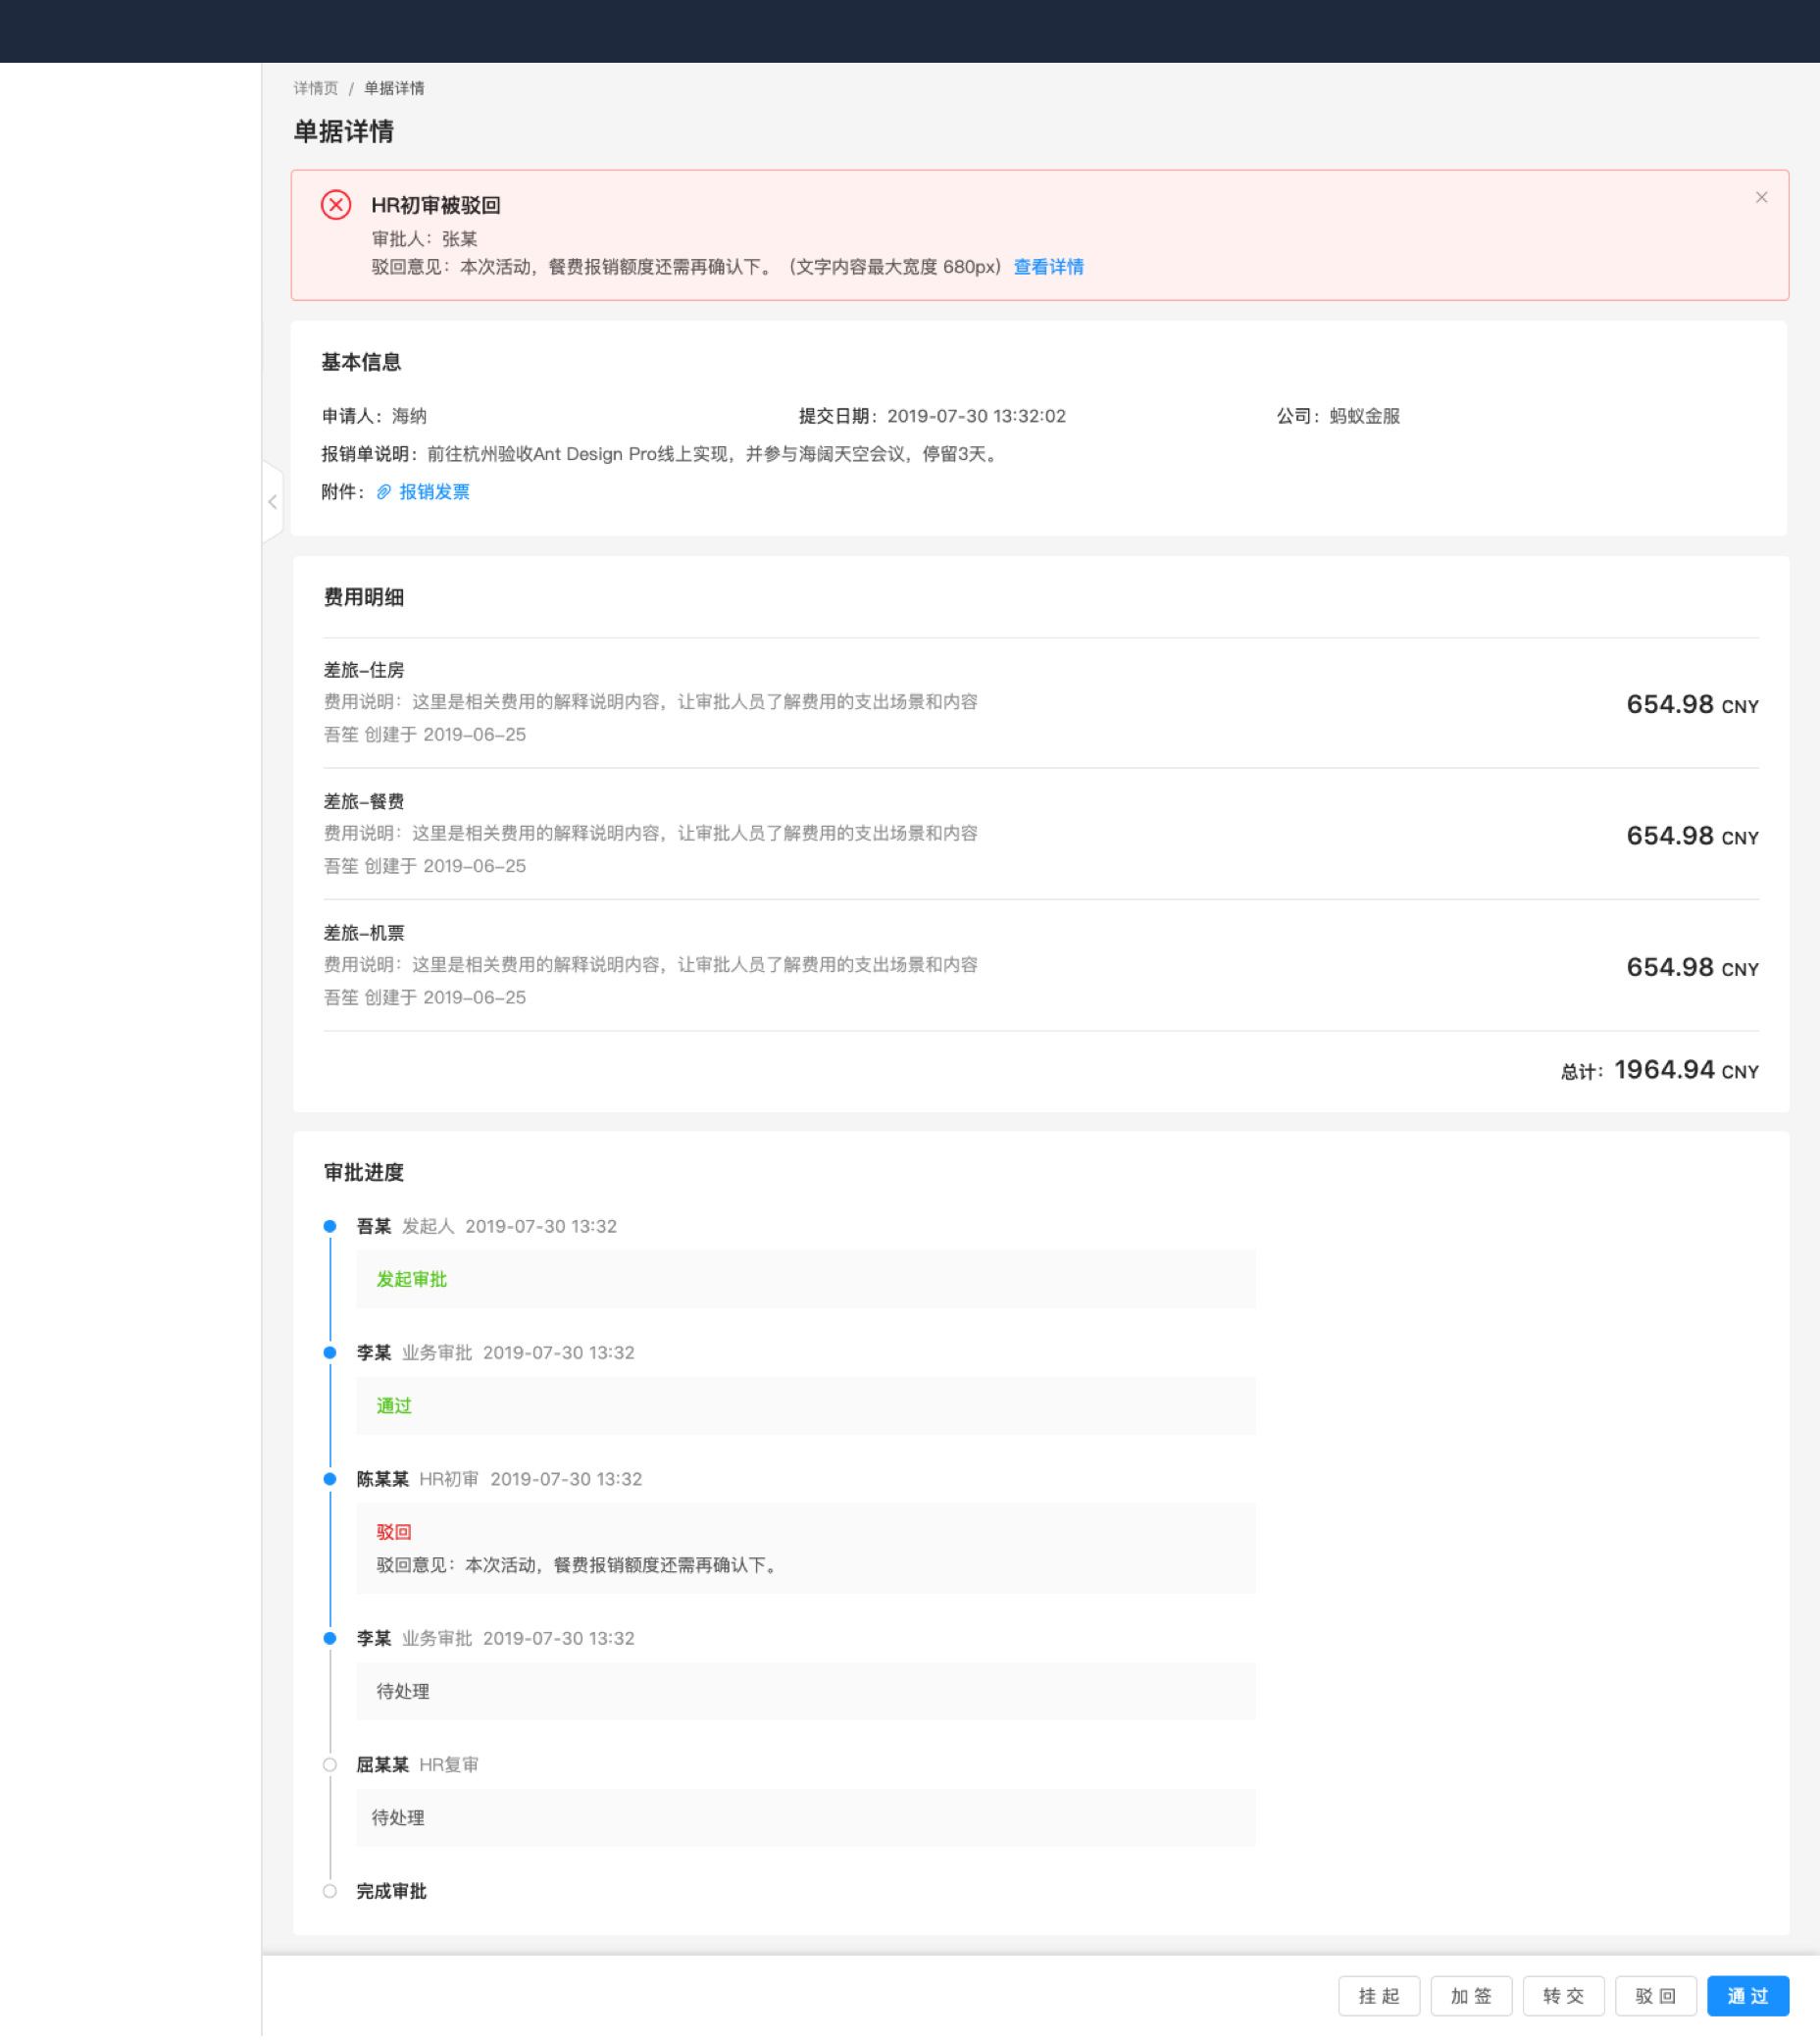 详情页 / 单据详情
单据详情
HR初审被驳回
审批人：张某
驳回意见：本次活动，餐费报销额度还需再确认下。（文字内容最大宽度 680px） 查看详情
基本信息
申请人：海纳 提交日期：2019-07-30 13:32:02 公司：蚂蚁金服
报销单说明：前往杭州验收Ant Design Pro线上实现，并参与海阔天空会议，停留3天。
附件： 报销发票
费用明细
差旅–住房
费用说明：这里是相关费用的解释说明内容，让审批人员了解费用的支出场景和内容
654.98 CNY
吾笙 创建于 2019–06–25
差旅–餐费
费用说明：这里是相关费用的解释说明内容，让审批人员了解费用的支出场景和内容
654.98 CNY
吾笙 创建于 2019–06–25
差旅–机票
费用说明：这里是相关费用的解释说明内容，让审批人员了解费用的支出场景和内容
654.98 CNY
吾笙 创建于 2019–06–25
总计：1964.94 CNY
审批进度
吾某 发起人 2019-07-30 13:32
发起审批
李某 业务审批 2019-07-30 13:32
通过
陈某某 HR初审 2019-07-30 13:32
驳回
驳回意见：本次活动，餐费报销额度还需再确认下。
李某 业务审批 2019-07-30 13:32
待处理
屈某某 HR复审
待处理
完成审批
挂起 加签 转交 驳回 通过